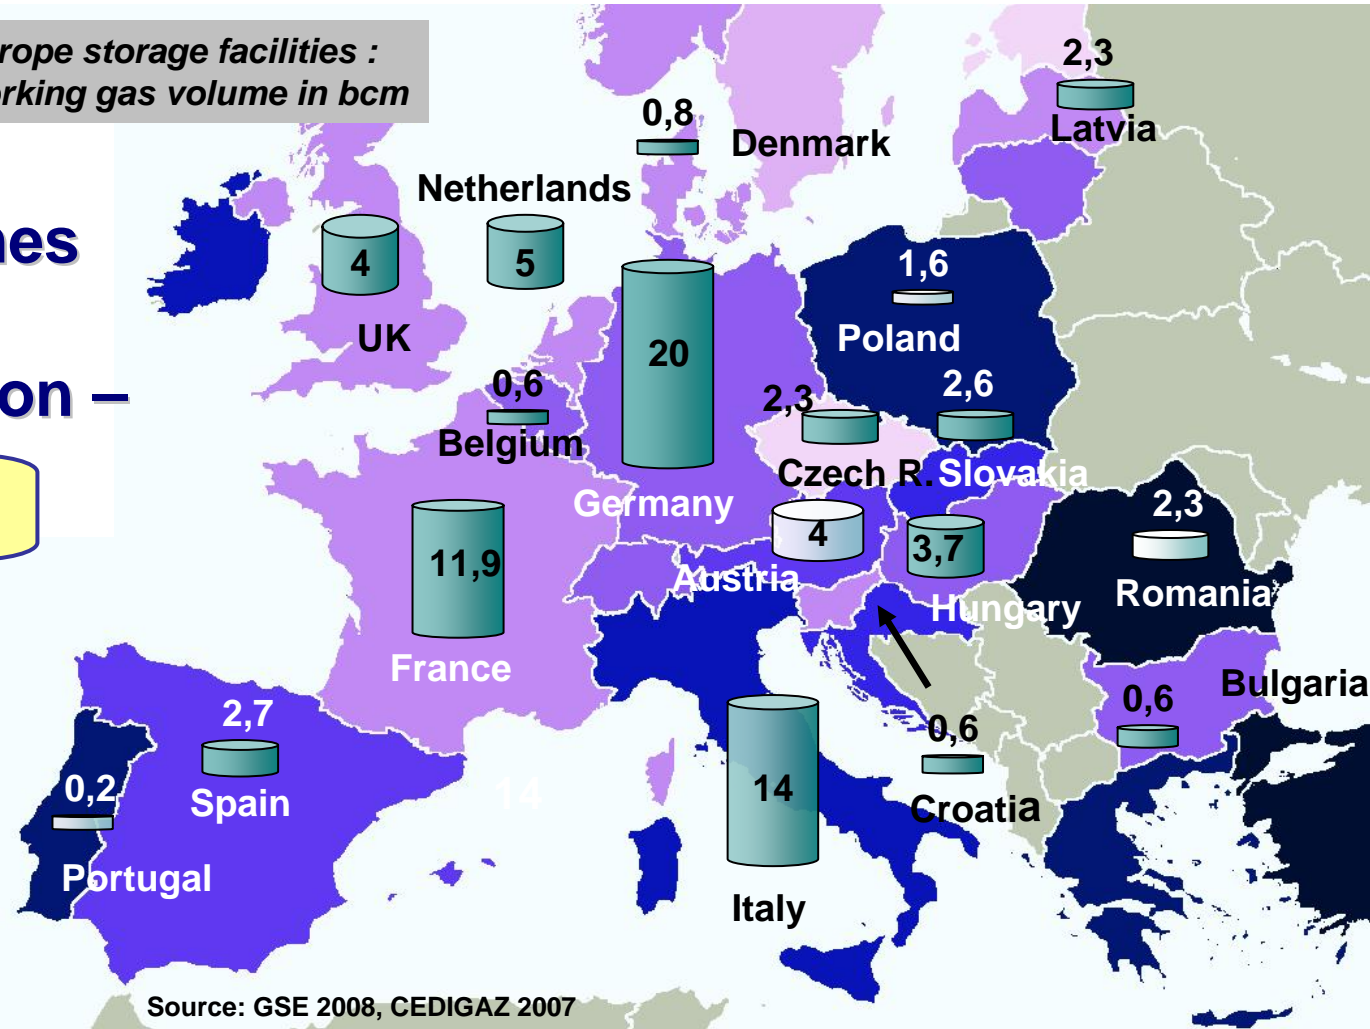 rope storage facilities :
orking gas volume in bcm
nes
on –
2,3
Latvia
0,8
Denmark
Netherlands
4
5
UK
1,6
Poland
20
0,6
Belgium
2,3
Czech R.
2,6
Slovakia
Germany
11,9
France
4
Austria
3,7
Hungary
2,3
Romania
Bulgaria
0,6
0,6
Croatia
2,7
Spain
0,2
Portugal
14
14
Italy
Source: GSE 2008, CEDIGAZ 2007